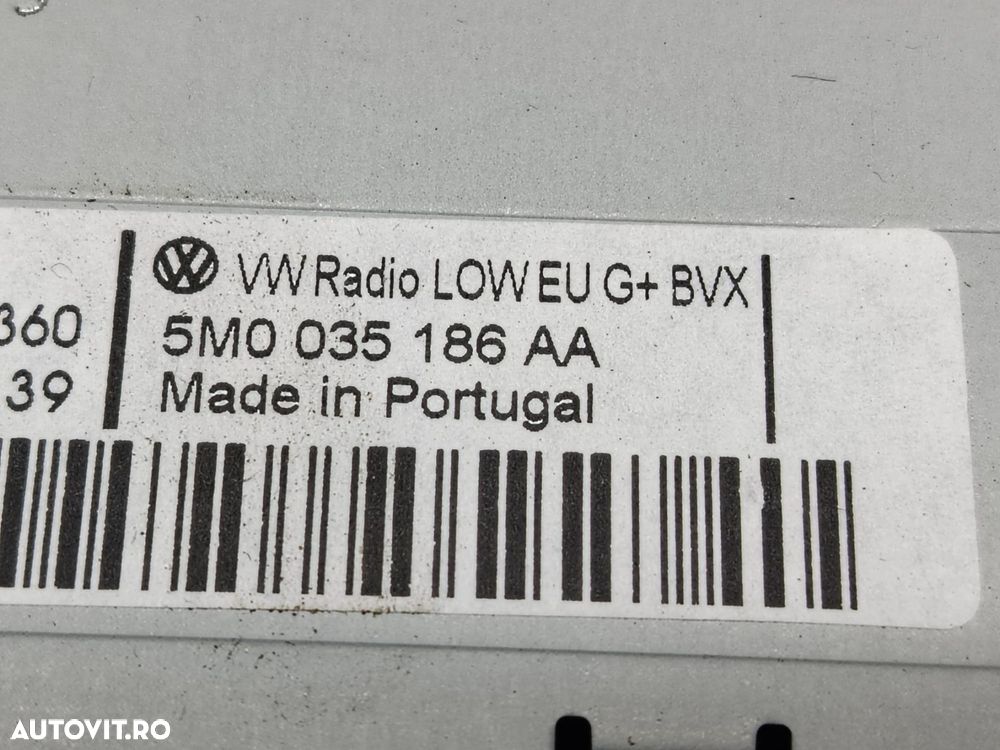 VW Radio LOW EU G+ BVX
360
5M0 035 186 AA
39
Made in Portugal
AUTOVIT.RO